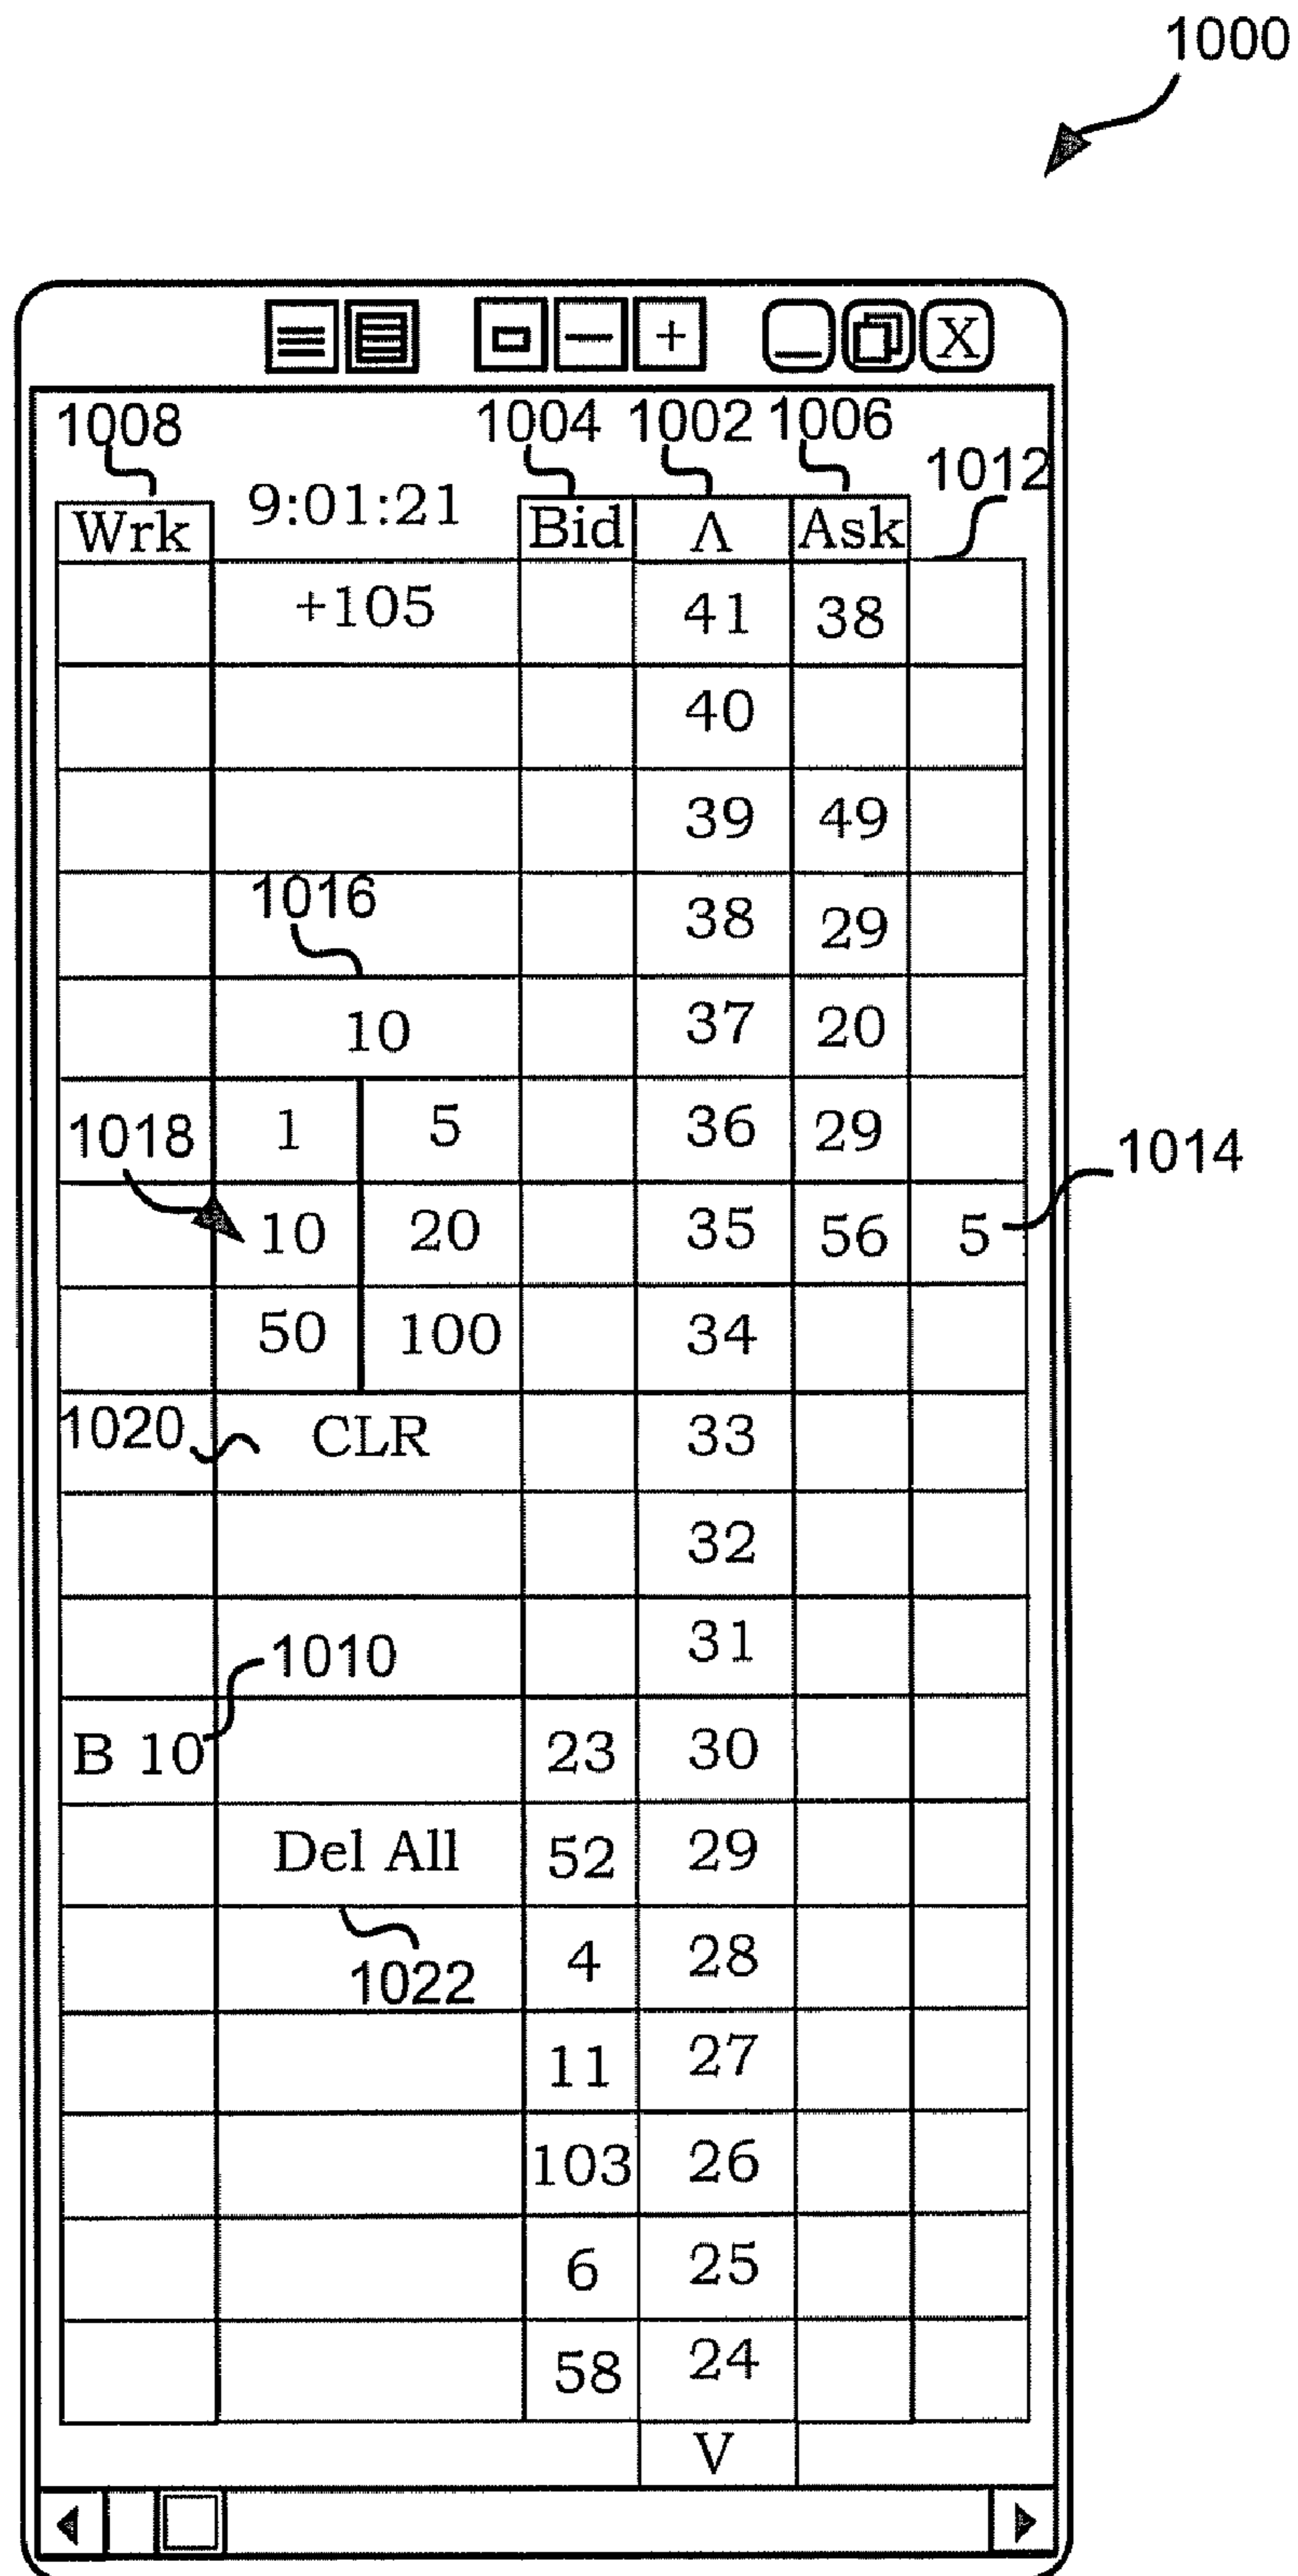 1000
X
1008 1004 1002 1006 1012
Wrk 9:01:21 Bid Λ Ask
+105 41 38
40
39 49
1016 38 29
10 37 20
1018 1 5 36 29 1014
10 20 35 56 5
50 100 34
1020 CLR 33
32
1010 31
B 10 23 30
Del All 52 29
1022 4 28
11 27
103 26
6 25
58 24
V